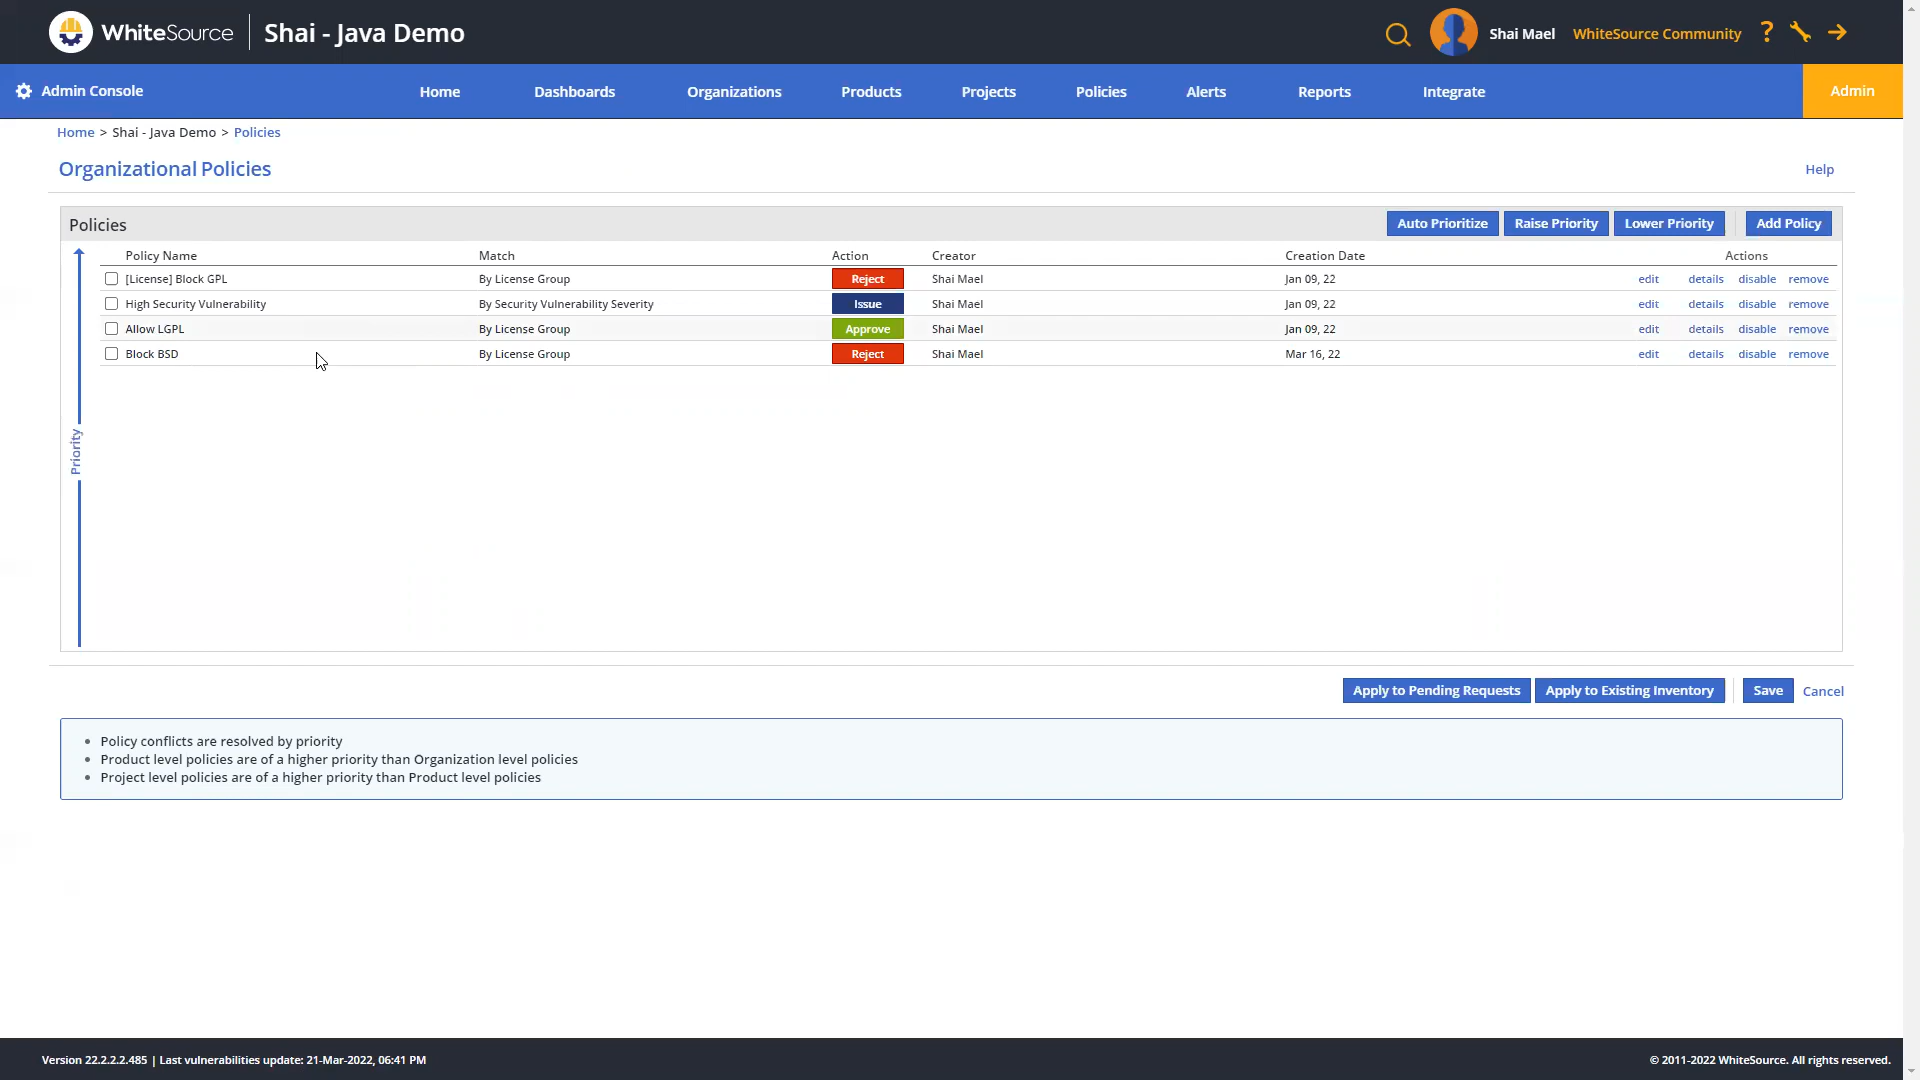 WhiteSource Shai - Java Demo Shai Mael WhiteSource Community ?
Admin Console Home Dashboards Organizations Products Projects Policies Alerts Reports Integrate Admin
Home > Shai - Java Demo > Policies
Organizational Policies Help
Policies Auto Prioritize Raise Priority Lower Priority Add Policy
Policy Name Match Action Creator Creation Date Actions
[License] Block GPL By License Group Reject Shai Mael Jan 09, 22 edit details disable remove
High Security Vulnerability By Security Vulnerability Severity Issue Shai Mael Jan 09, 22 edit details disable remove
Allow LGPL By License Group Approve Shai Mael Jan 09, 22 edit details disable remove
Block BSD By License Group Reject Shai Mael Mar 16, 22 edit details disable remove
Priority
Apply to Pending Requests Apply to Existing Inventory Save Cancel
• Policy conflicts are resolved by priority
• Product level policies are of a higher priority than Organization level policies
• Project level policies are of a higher priority than Product level policies
Version 22.2.2.2.485 | Last vulnerabilities update: 21-Mar-2022, 06:41 PM © 2011-2022 WhiteSource. All rights reserved.